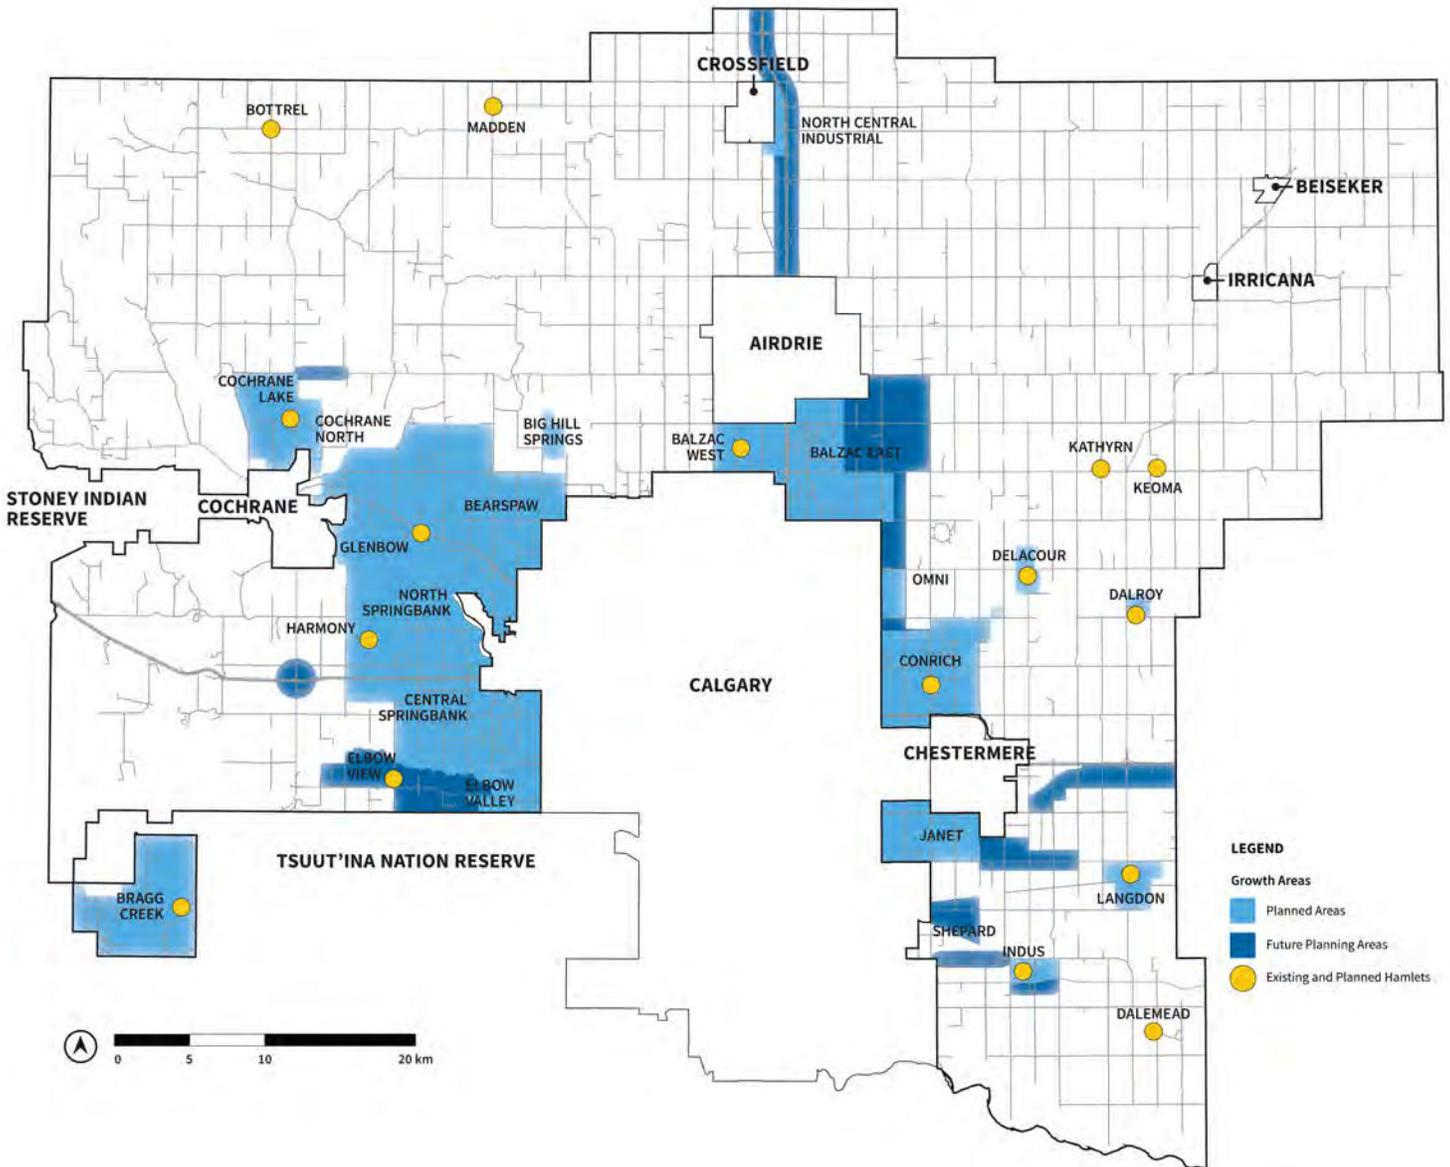 CROSSFIELD
BOTTREL
MADDEN
NORTH CENTRAL
INDUSTRIAL
BEISEKER
IRRICANA
AIRDRIE
COCHRANE
LAKE
COCHRANE
NORTH
BIG HILL
SPRINGS
BALZAC
WEST
BALZAC EAST
KATHYRN
KEOMA
STONEY INDIAN
RESERVE
COCHRANE
BEARSPAW
GLENBOW
DELACOUR
OMNI
DALROY
NORTH
SPRINGBANK
HARMONY
CONRICH
CALGARY
CENTRAL
SPRINGBANK
CHESTERMERE
ELBOW
VIEW
ELBOW
VALLEY
JANET
TSUUT'INA NATION RESERVE
BRAGG
CREEK
LANGDON
SHEPARD
INDUS
DALEMEAD
LEGEND
Growth Areas
Planned Areas
Future Planning Areas
Existing and Planned Hamlets
0 5 10 20 km